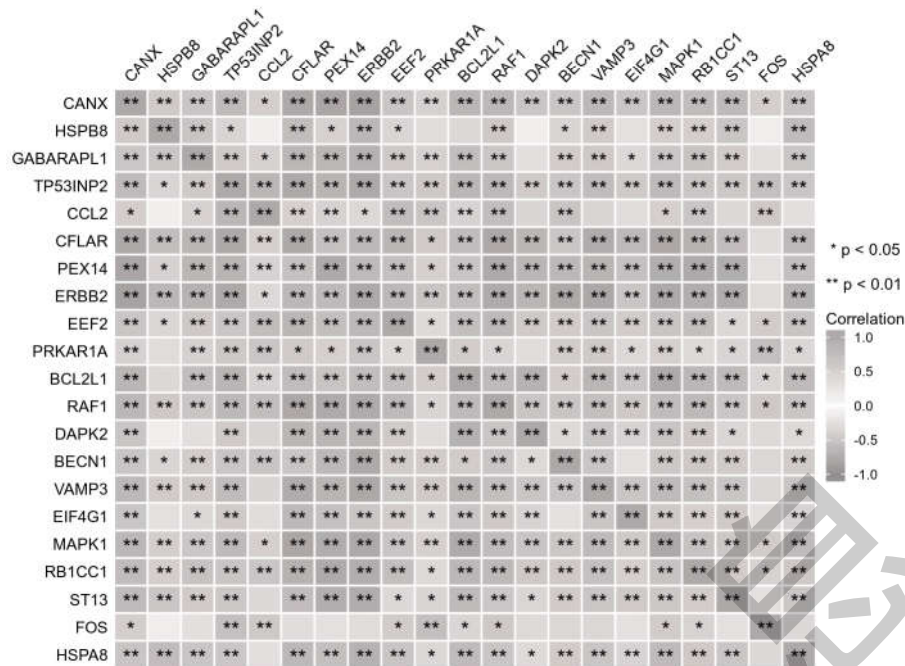 CANX HSPB8 GABARAPL1 TP53INP2 CCL2 CFLAR PEX14 ERBB2 EEF2 PRKAR1A BCL2L1 RAF1 DAPK2 BECN1 VAMP3 EIF4G1 MAPK1 RB1CC1 ST13 FOS HSPA8
CANX ** ** ** ** * ** ** ** ** ** ** ** ** ** ** ** ** ** ** * **
HSPB8 ** ** ** * ** * ** * ** * ** ** ** ** **
GABARAPL1 ** ** ** ** * ** ** ** ** ** ** ** ** ** * ** ** ** **
TP53INP2 ** * ** ** ** ** ** ** ** ** ** ** ** ** ** ** ** ** ** ** **
CCL2 * * ** ** ** ** * ** ** ** ** ** * ** **
CFLAR ** ** ** ** ** ** ** ** ** * ** ** ** ** ** ** ** ** ** **
PEX14 ** * ** ** ** ** ** ** ** * ** ** ** ** ** ** ** ** ** **
ERBB2 ** ** ** ** * ** ** ** ** ** ** ** ** ** ** ** ** ** ** **
EEF2 ** * ** ** ** ** ** ** ** * ** ** ** ** ** ** ** ** * * **
PRKAR1A ** ** ** ** * * ** * ** * * ** ** * ** * * ** *
BCL2L1 ** ** ** ** ** ** ** ** * ** ** ** * ** ** ** ** ** * **
RAF1 ** ** ** ** ** ** ** ** ** * ** ** ** ** ** ** ** ** ** * **
DAPK2 ** ** ** ** ** ** ** ** ** * ** ** ** ** * *
BECN1 ** * ** ** ** ** ** ** ** ** * ** * ** ** ** ** ** **
VAMP3 ** ** ** ** ** ** ** ** ** ** ** ** ** ** ** ** ** ** **
EIF4G1 ** * ** ** ** ** ** * ** ** ** ** ** ** ** ** **
MAPK1 ** ** ** ** * ** ** ** ** ** ** ** ** ** ** ** ** ** ** * **
RB1CC1 ** ** ** ** ** ** ** ** ** * ** ** ** ** ** ** ** ** ** * **
ST13 ** ** ** ** ** ** ** * * ** ** * ** ** ** ** ** ** **
FOS * ** ** * ** * * * * **
HSPA8 ** ** ** ** ** ** ** ** * ** ** * ** ** ** ** ** ** **
* p < 0.05
** p < 0.01
Correlation
1.0
0.5
0.0
-0.5
-1.0